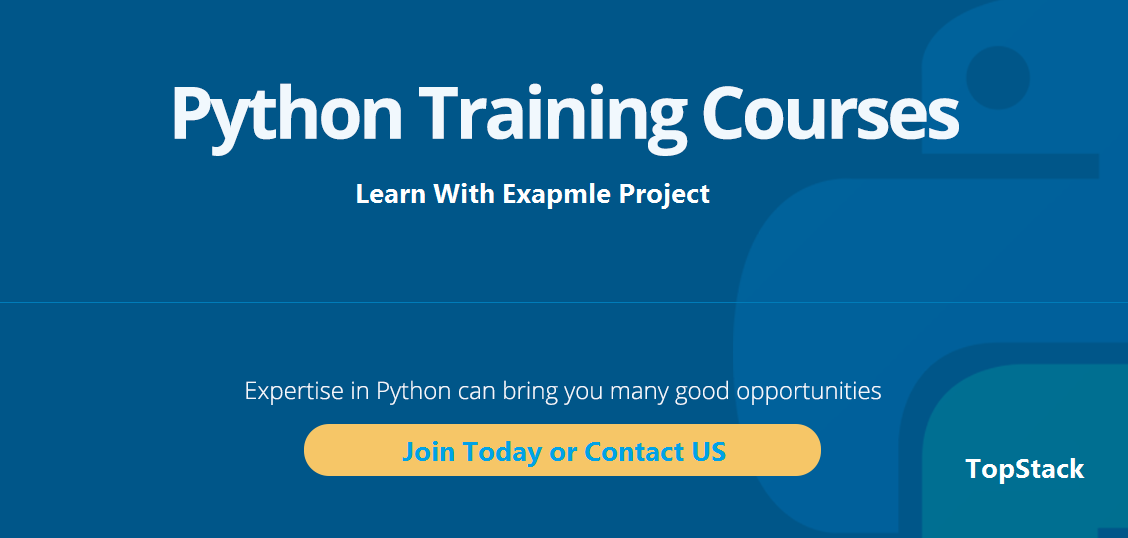 Python Training Courses
Learn With Exapmle Project
Expertise in Python can bring you many good opportunities
Join Today or Contact US
TopStack